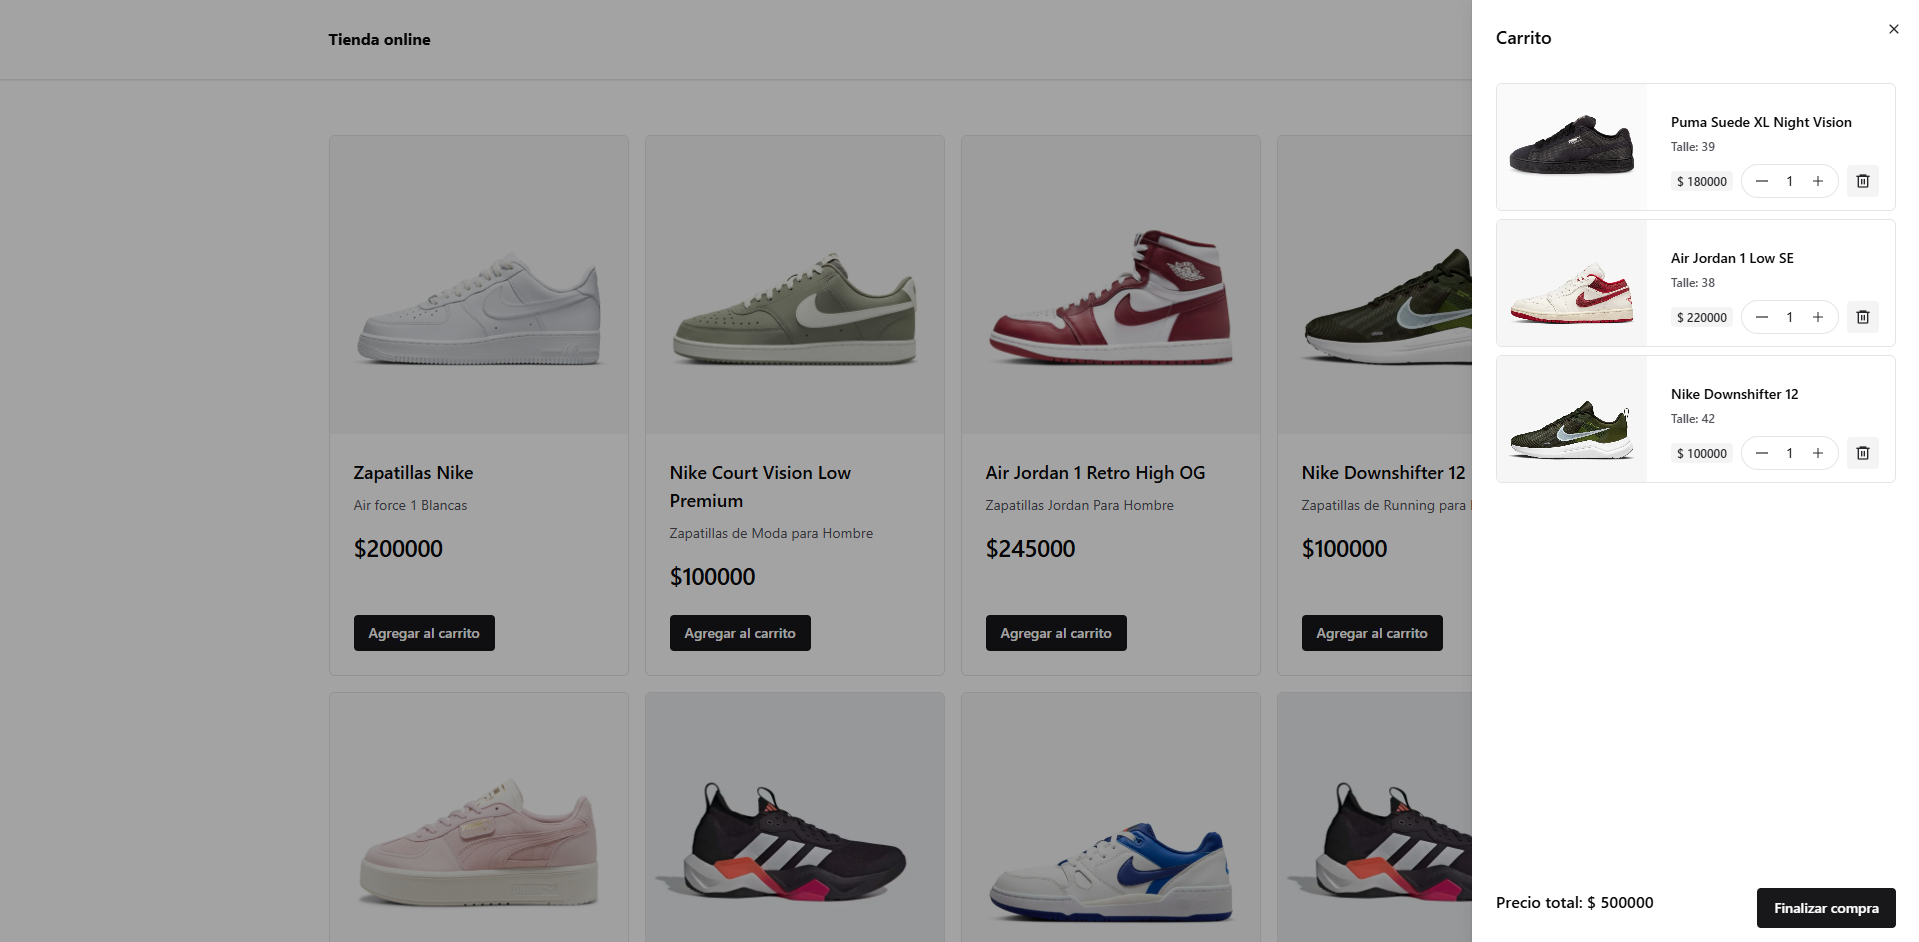 Tienda online
Zapatillas Nike
Air force 1 Blancas
$200000
Agregar al carrito
Nike Court Vision Low
Premium
Zapatillas de Moda para Hombre
$100000
Agregar al carrito
Air Jordan 1 Retro High OG
Zapatillas Jordan Para Hombre
$245000
Agregar al carrito
Nike Downshifter 12
Zapatillas de Running para
$100000
Agregar al carrito
Carrito
Puma Suede XL Night Vision
Talle: 39
$ 180000
1
Air Jordan 1 Low SE
Talle: 38
$ 220000
1
Nike Downshifter 12
Talle: 42
$ 100000
1
Precio total: $ 500000
Finalizar compra